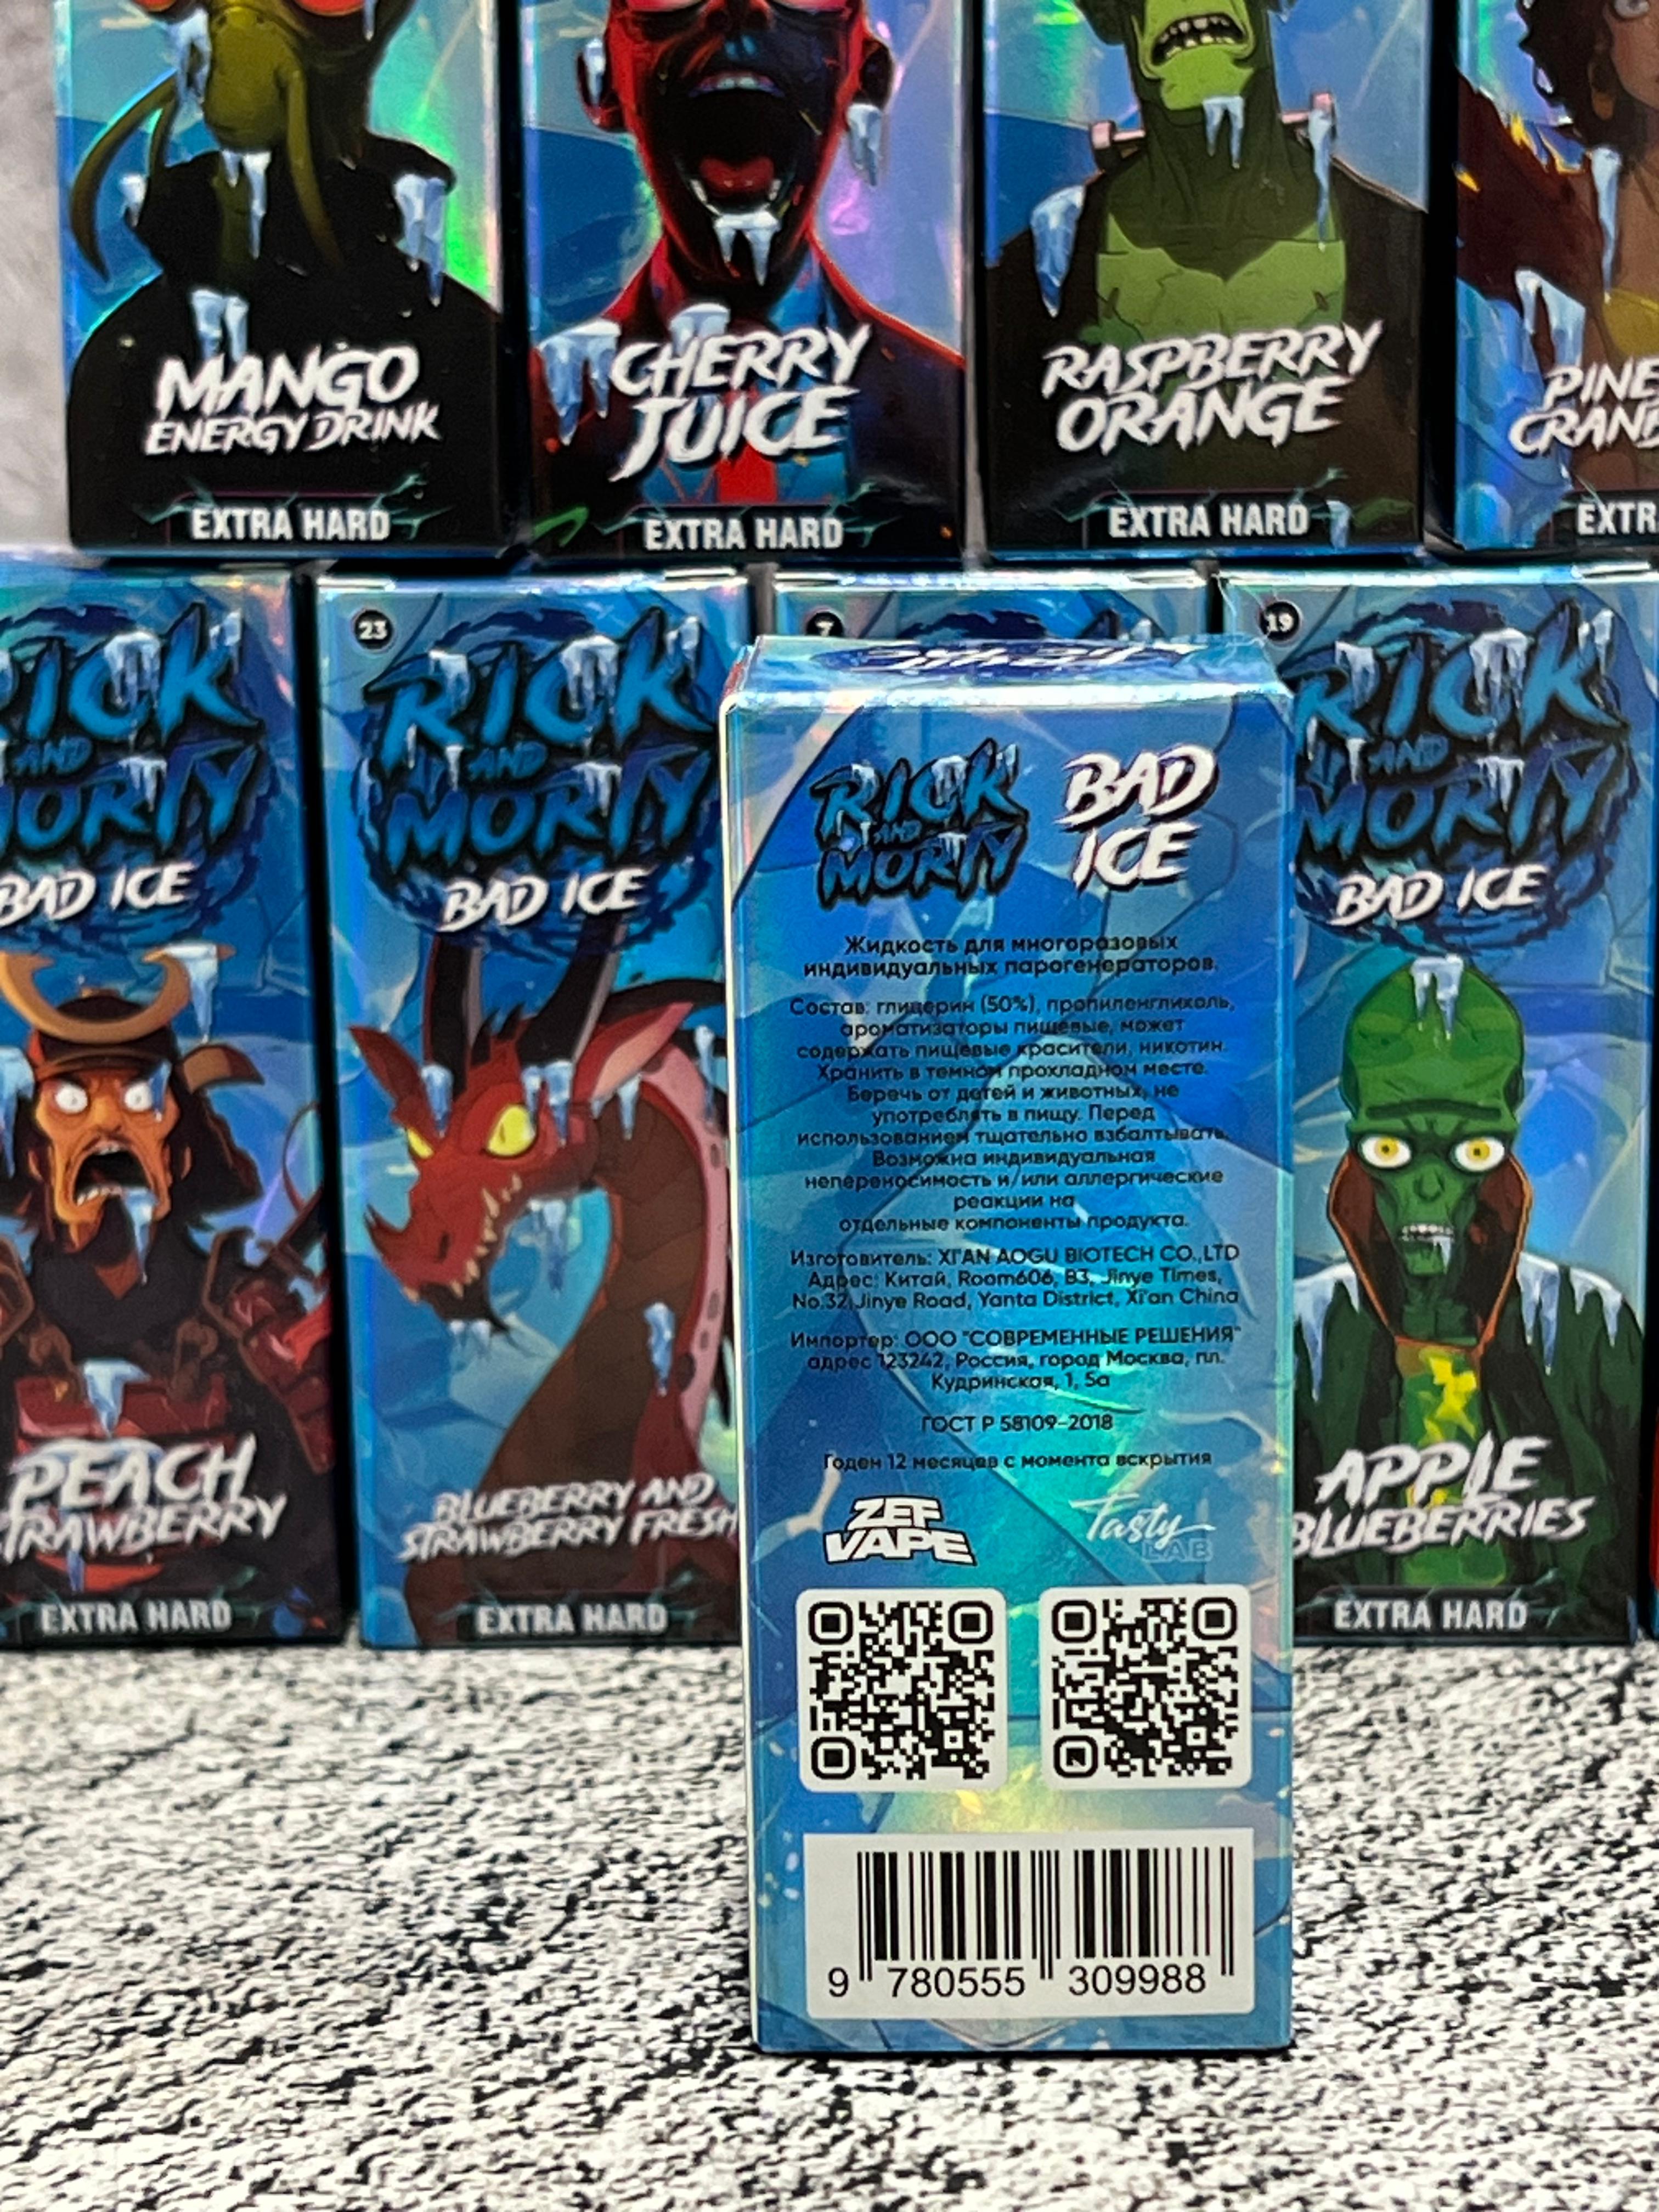 MANGO
ENERGY DRINK
EXTRA HARD
CHERRY
JUICE
EXTRA HARD
RASPBERRY
ORANGE
EXTRA HARD
RICK
AND
MORTY
BAD ICE
PEACH
STRAWBERRY
EXTRA HARD
23
RICK
AND
MORTY
BAD ICE
BLUEBERRY AND
STRAWBERRY FRESH
EXTRA HARD
7
19
RICK
AND
MORTY
BAD ICE
APPLE
BLUEBERRIES
EXTRA HARD
RICK
AND
MORTY
BAD
ICE
Жидкость для многоразовых
индивидуальных парогенераторов.
Состав: глицерин (50%), пропиленгликоль,
ароматизаторы пищевые, может
содержать пищевые красители, никотин.
Хранить в темном прохладном месте.
Беречь от детей и животных, не
употреблять в пищу. Перед
использованием тщательно взбалтывать.
Возможна индивидуальная
непереносимость и/или аллергические
реакции на
отдельные компоненты продукта.
Изготовитель: XI'AN AOGU BIOTECH CO.,LTD
Адрес: Китай, Room606, B3, Jinye Times,
No.32 Jinye Road, Yanta District, Xi'an China
Импортер: ООО "СОВРЕМЕННЫЕ РЕШЕНИЯ"
адрес 123242, Россия, город Москва, пл.
Кудринская, 1, 5а
ГОСТ Р 58109-2018
Годен 12 месяцев с момента вскрытия
ZEF
VAPE
Tasty
LAB
9 780555 309988